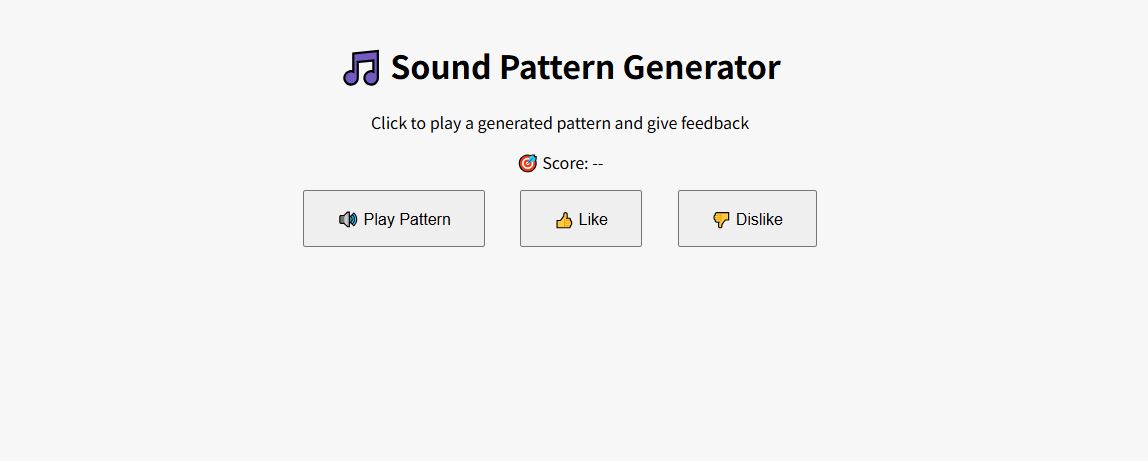 🎵 Sound Pattern Generator
Click to play a generated pattern and give feedback
🎯 Score: --
🔊 Play Pattern 👍 Like 👎 Dislike